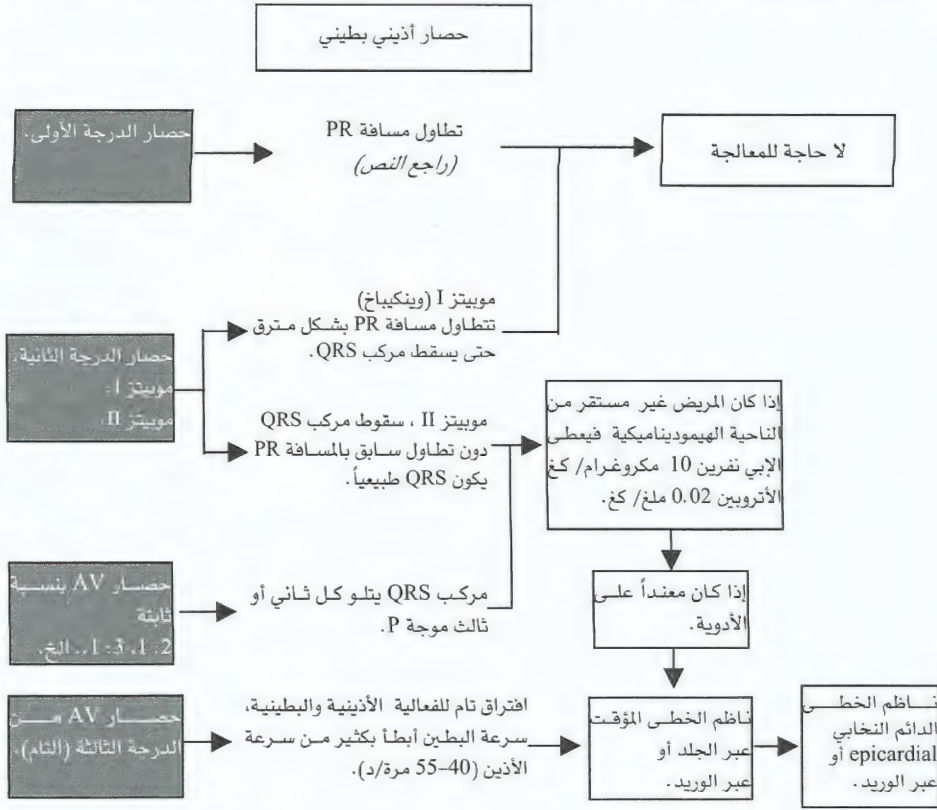 حصار أذيني بطيني
حصار الدرجة الأولى.
تطاول مسافة PR
(راجع النص)
لا حاجة للمعالجة
حصار الدرجة الثانية،
موبيتز I.
موبيتز II.
موبيتز I (وينكيباخ)
تتطاول مسافة PR بشكل مترق
حتى يسقط مركب QRS.
موبيتز II ، سقوط مركب QRS
دون تطاول سابق بالمسافة PR
يكون QRS طبيعياً.
إذا كان المريض غير مستقر من
الناحية الهيموديناميكية فيعطى
الإبي نفرين 10 مكروغرام/ كغ
الأتروبين 0.02 ملغ/ كغ.
حصار AV بنسبة
ثابتة
2: 1، 3: 1.. الخ.
مركب QRS يتلو كل ثاني أو
ثالث موجة P.
إذا كان معنداً على
الأدوية.
حصار AV من
الدرجة الثالثة (التام).
افتراق تام للفعالية الأذينية والبطينية،
سرعة البطين أبطأ بكثير من سرعة
الأذين (40–55 مرة/د).
ناظم الخطى المؤقت
عبر الجلد أو
عبر الوريد.
ناظم الخطى
الدائم النخابي
epicardial أو
عبر الوريد.